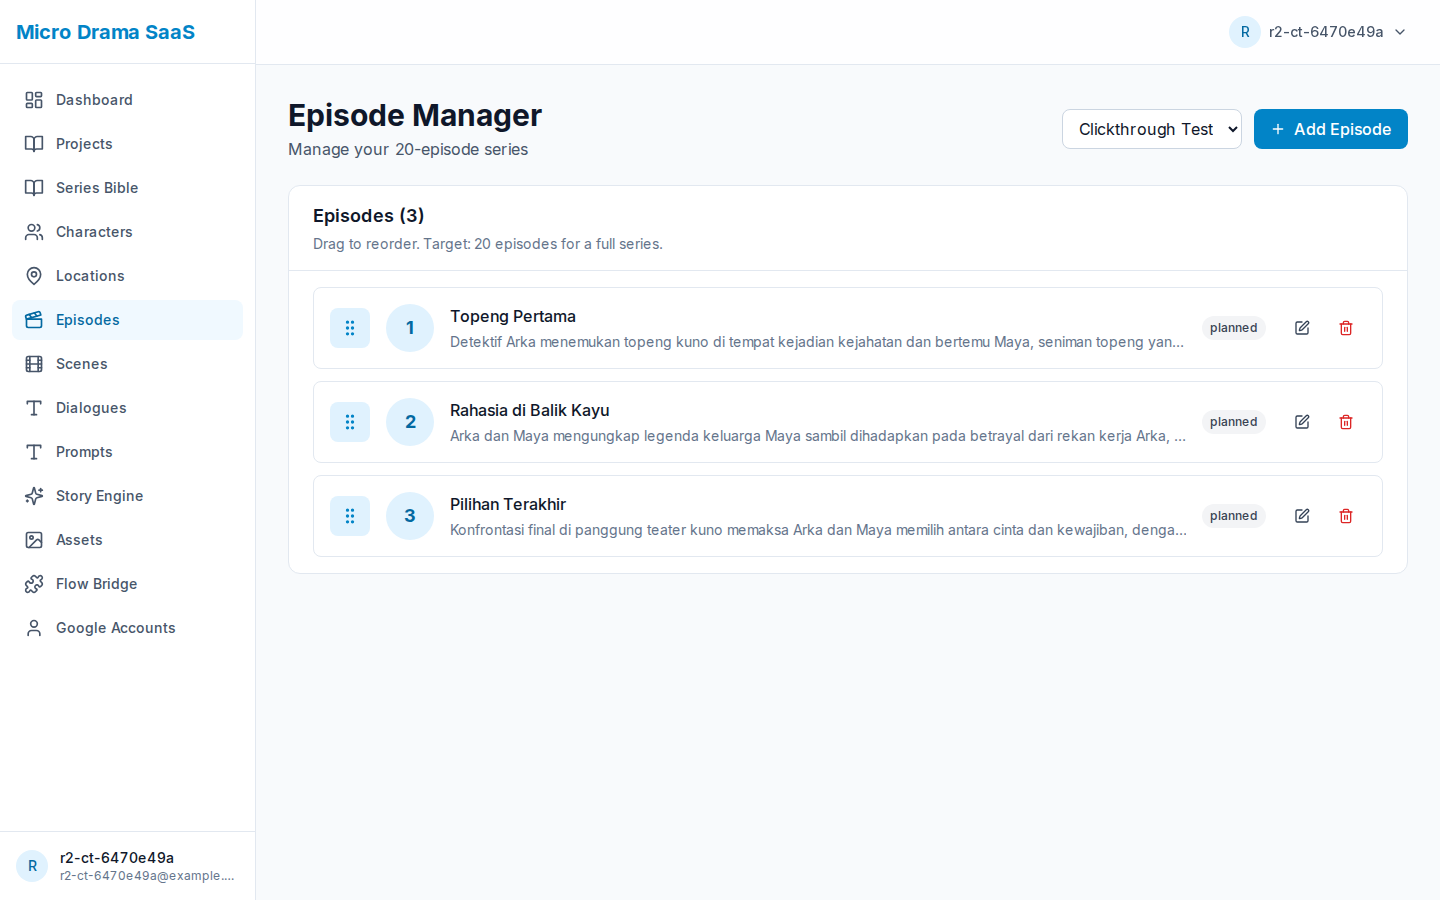 Micro Drama SaaS
R r2-ct-6470e49a
Dashboard
Projects
Series Bible
Characters
Locations
Episodes
Scenes
Dialogues
Prompts
Story Engine
Assets
Flow Bridge
Google Accounts
R
r2-ct-6470e49a
r2-ct-6470e49a@example....
Episode Manager
Manage your 20-episode series
Clickthrough Test
Add Episode
Episodes (3)
Drag to reorder. Target: 20 episodes for a full series.
1
Topeng Pertama
Detektif Arka menemukan topeng kuno di tempat kejadian kejahatan dan bertemu Maya, seniman topeng yan...
planned
2
Rahasia di Balik Kayu
Arka dan Maya mengungkap legenda keluarga Maya sambil dihadapkan pada betrayal dari rekan kerja Arka, ...
planned
3
Pilihan Terakhir
Konfrontasi final di panggung teater kuno memaksa Arka dan Maya memilih antara cinta dan kewajiban, denga...
planned